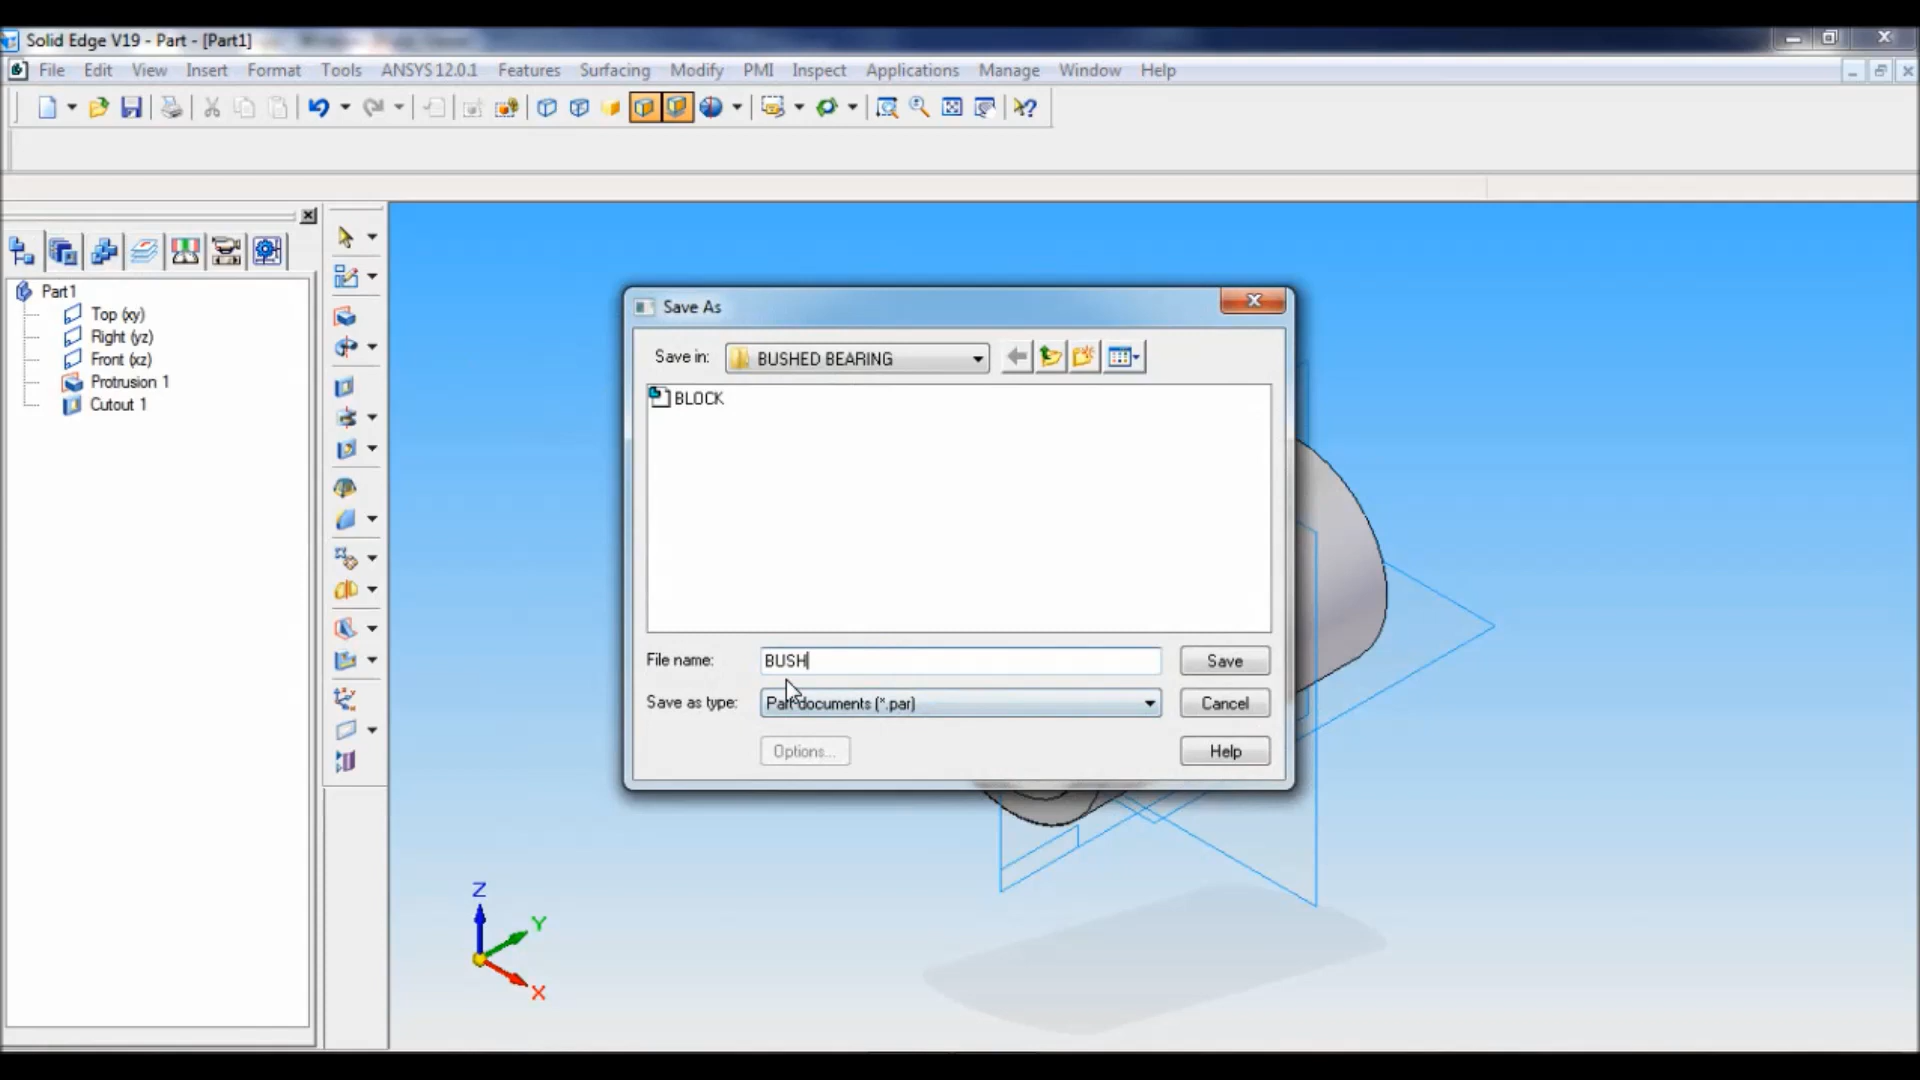 Solid Edge V19 - Part - [Part1]
File Edit View Insert Format Tools ANSYS 12.0.1 Features Surfacing Modify PMI Inspect Applications Manage Window Help
Part1
Top (xy)
Right (yz)
Front (xz)
Protrusion 1
Cutout 1
Save As
Save in: BUSHED BEARING
BLOCK
File name: BUSH Save
Save as type: Part documents (*.par) Cancel
Options... Help
Z
Y
X